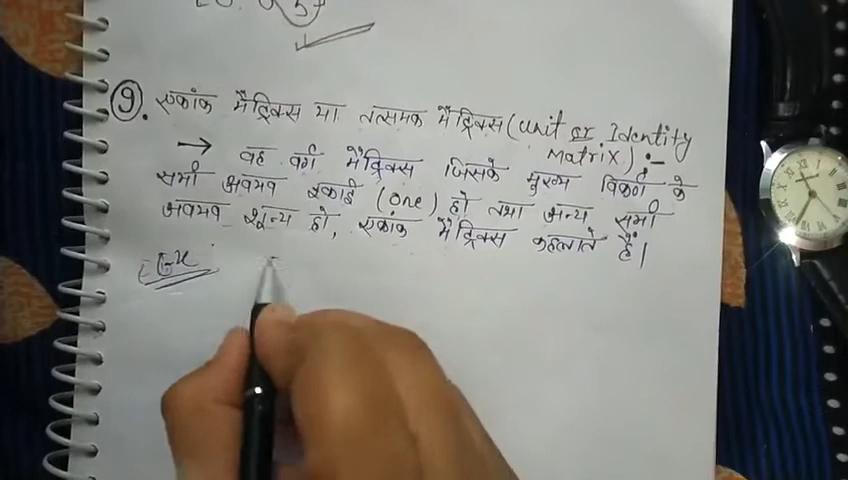 9. एकांक मैट्रिक्स या तत्समक मैट्रिक्स (unit or Identity
Matrix) :-
→ वह वर्ग मैट्रिक्स जिसके मुख्य विकर्ण के
सभी अवयव इकाई (one) हो तथा अन्य सभी
अवयव शून्य हो, एकांक मैट्रिक्स कहलाते हैं।
Ex